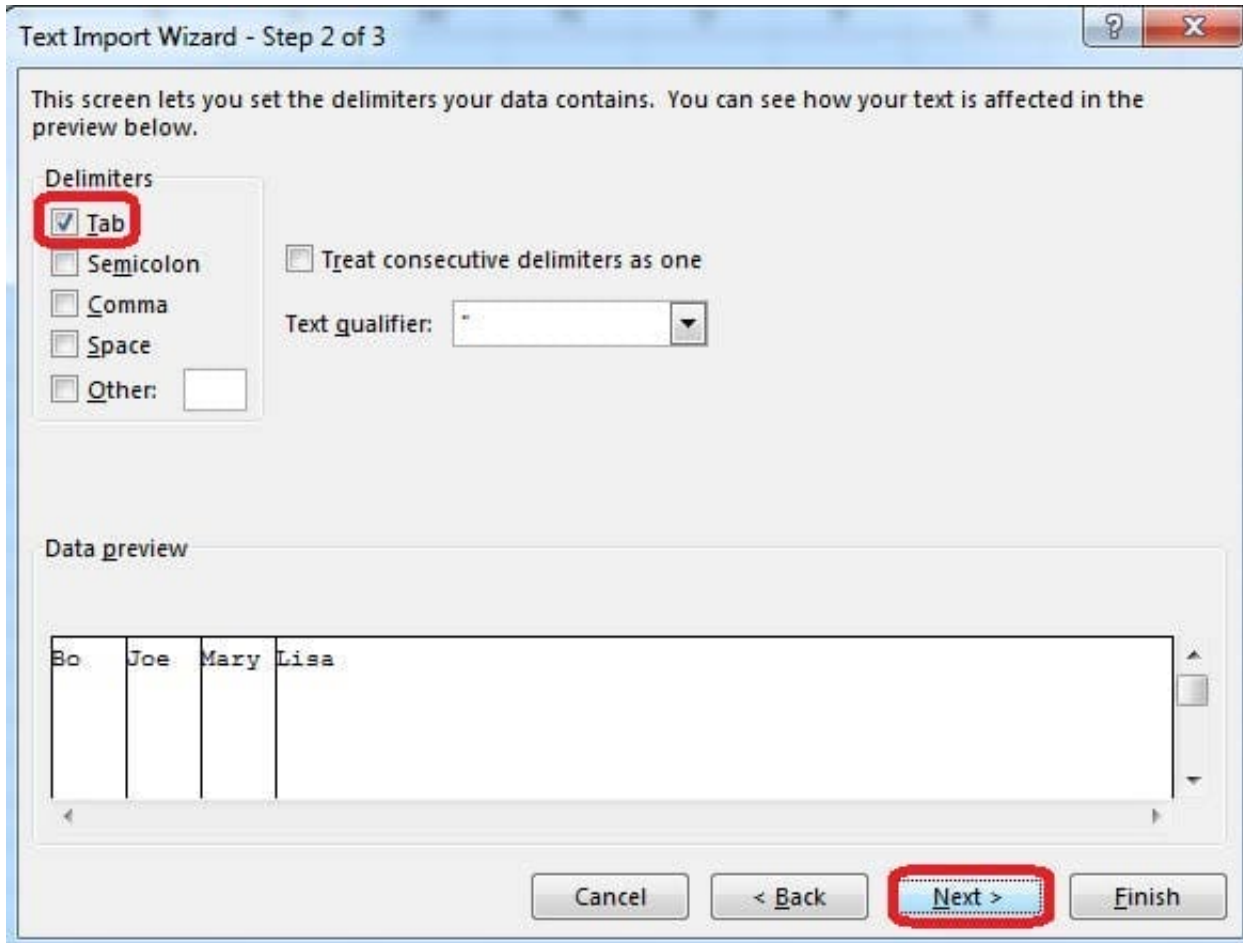 Text Import Wizard - Step 2 of 3
This screen lets you set the delimiters your data contains.  You can see how your text is affected in the
preview below.
Delimiters
Tab
Semicolon
Treat consecutive delimiters as one
Comma
Text qualifier: "
Space
Other:
Data preview
Bo Joe Mary Lisa
Cancel < Back Next > Finish